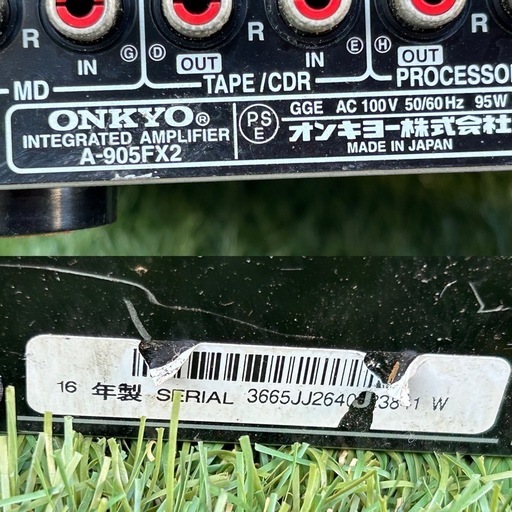 R
G
D
R
E
H
IN
OUT
IN
OUT
MD
TAPE/CDR
PROCESSO
ONKYO®
INTEGRATED AMPLIFIER
A-905FX2
PS
E
GGE AC 100V 50/60Hz 95W
オンキヨー株式会社
MADE IN JAPAN
16 年製 SERIAL W